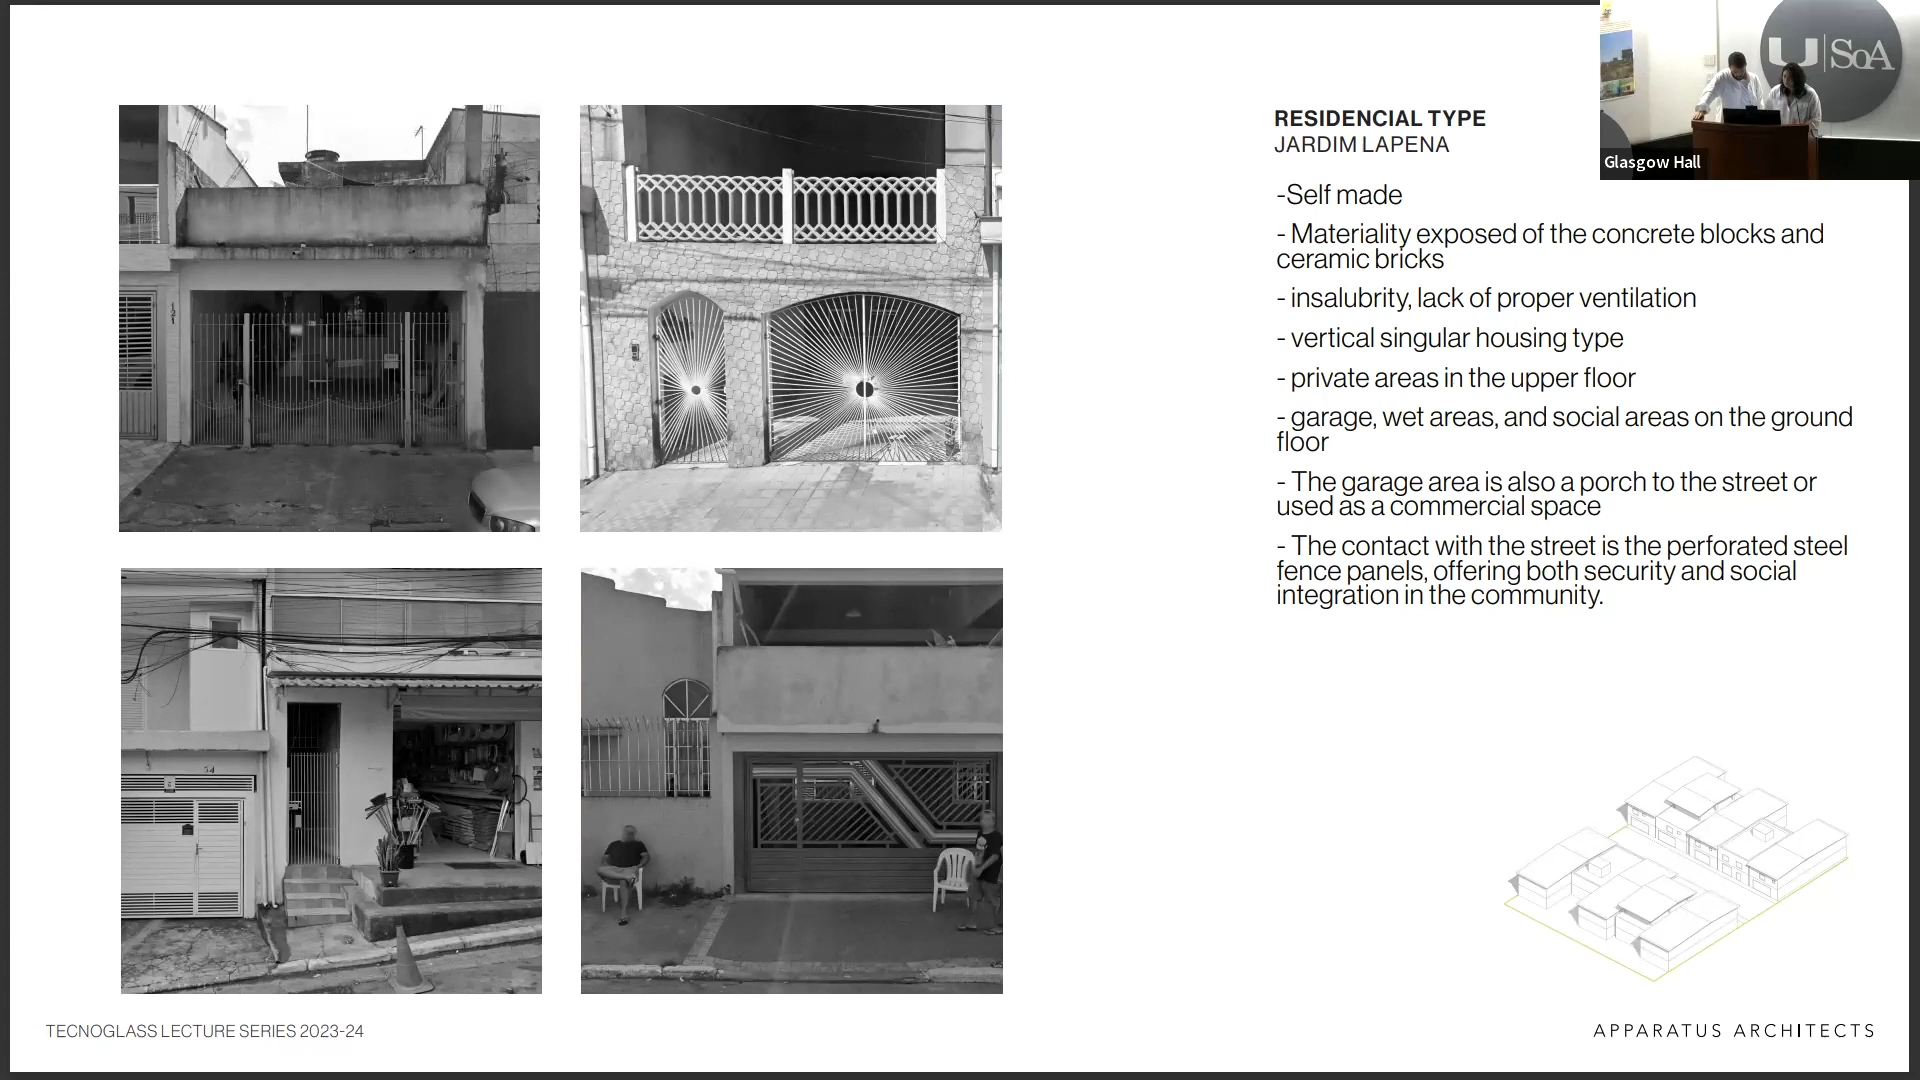 RESIDENCIAL TYPE
JARDIM LAPENA
-Self made
- Materiality exposed of the concrete blocks and
ceramic bricks
- insalubrity, lack of proper ventilation
- vertical singular housing type
- private areas in the upper floor
- garage, wet areas, and social areas on the ground
floor
- The garage area is also a porch to the street or
used as a commercial space
- The contact with the street is the perforated steel
fence panels, offering both security and social
integration in the community.
U SoA
Glasgow Hall
121
TECNOGLASS LECTURE SERIES 2023-24
APPARATUS ARCHITECTS